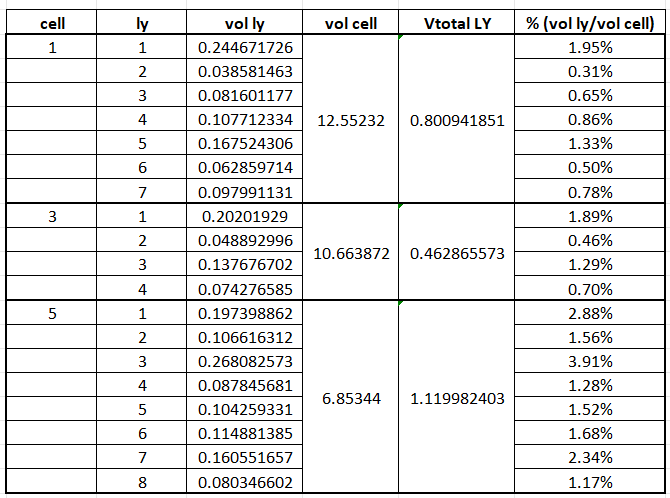 cell ly vol ly vol cell Vtotal LY % (vol ly/vol cell)
1 1 0.244671726 1.95%
2 0.038581463 0.31%
3 0.081601177 0.65%
4 0.107712334 12.55232 0.800941851 0.86%
5 0.167524306 1.33%
6 0.062859714 0.50%
7 0.097991131 0.78%
3 1 0.20201929 1.89%
2 0.048892996 10.663872 0.462865573 0.46%
3 0.137676702 1.29%
4 0.074276585 0.70%
5 1 0.197398862 2.88%
2 0.106616312 1.56%
3 0.268082573 3.91%
4 0.087845681 6.85344 1.119982403 1.28%
5 0.104259331 1.52%
6 0.114881385 1.68%
7 0.160551657 2.34%
8 0.080346602 1.17%